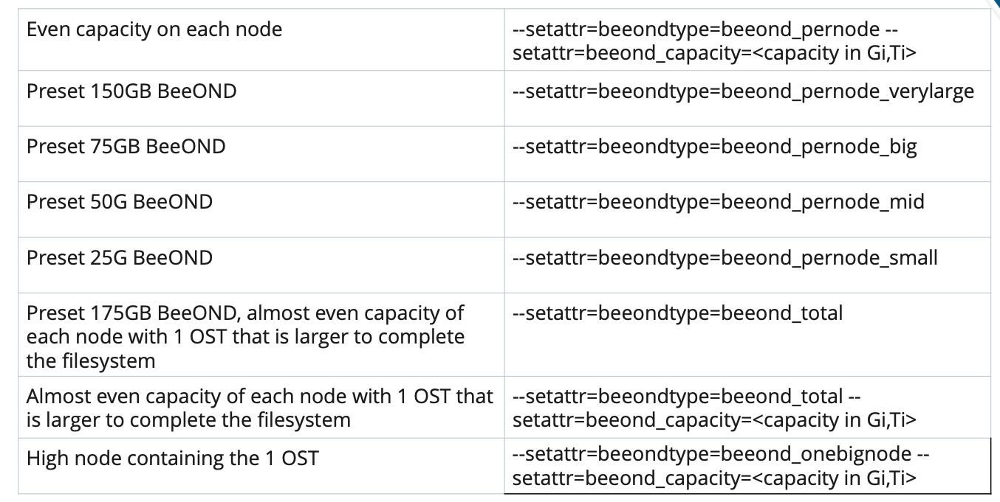 Even capacity on each node
--setattr=beeondtype=beeond_pernode --
setattr=beeond_capacity=<capacity in Gi,Ti>
Preset 150GB BeeOND
--setattr=beeondtype=beeond_pernode_verylarge
Preset 75GB BeeOND
--setattr=beeondtype=beeond_pernode_big
Preset 50G BeeOND
--setattr=beeondtype=beeond_pernode_mid
Preset 25G BeeOND
--setattr=beeondtype=beeond_pernode_small
Preset 175GB BeeOND, almost even capacity of
each node with 1 OST that is larger to complete
the filesystem
--setattr=beeondtype=beeond_total
Almost even capacity of each node with 1 OST that
is larger to complete the filesystem
--setattr=beeondtype=beeond_total --
setattr=beeond_capacity=<capacity in Gi,Ti>
High node containing the 1 OST
--setattr=beeondtype=beeond_onebignode --
setattr=beeond_capacity=<capacity in Gi,Ti>